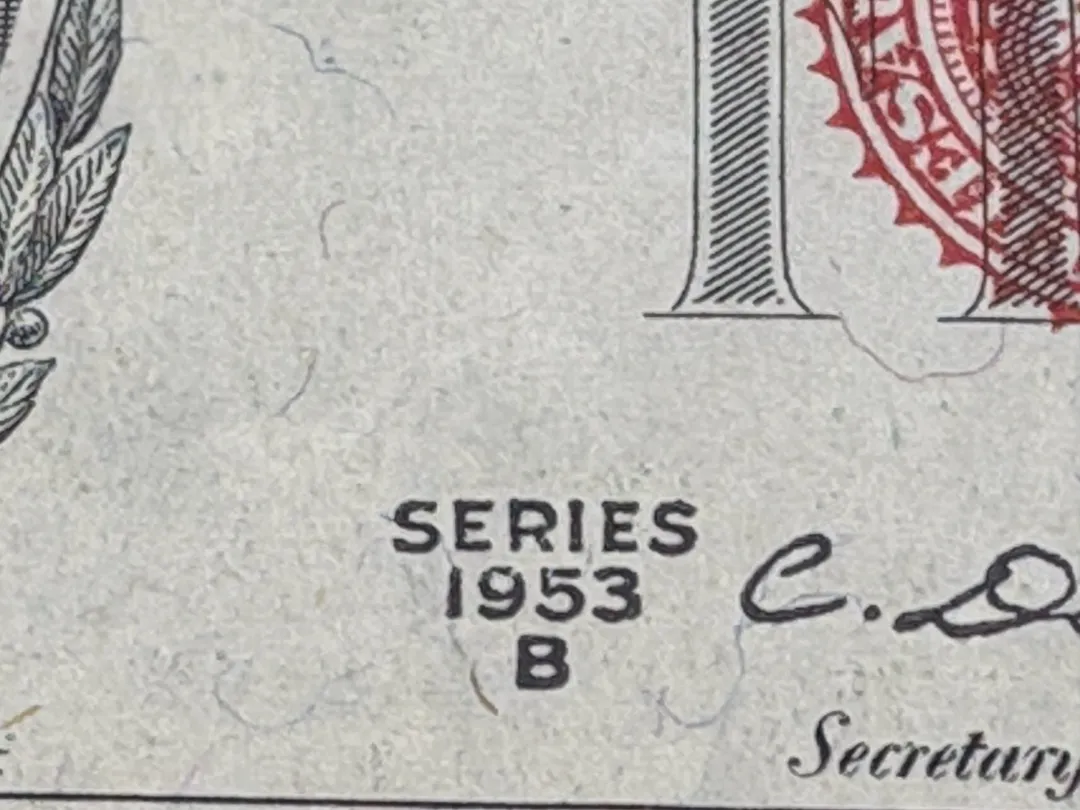 SERIES
1953
B
C. D
Secretary